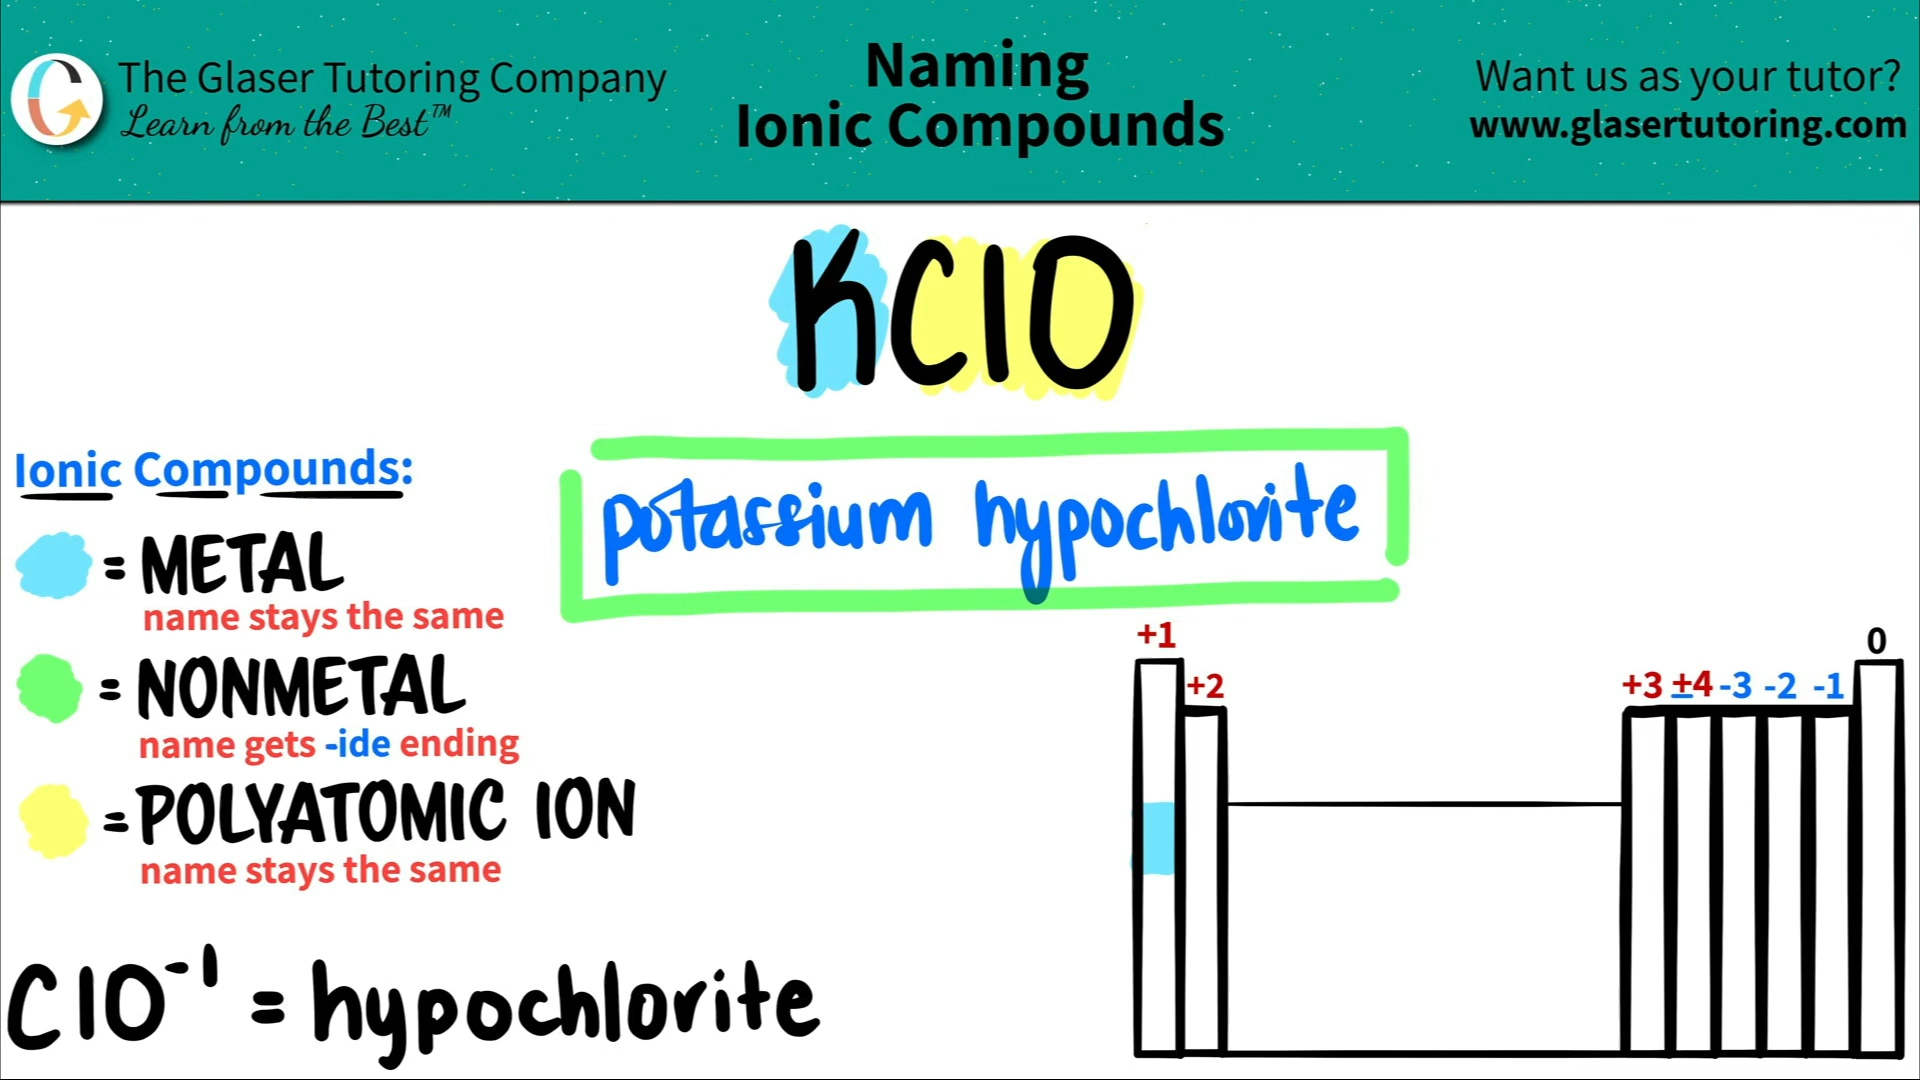 The Glaser Tutoring Company
Learn from the Best™
Naming
Ionic Compounds
Want us as your tutor?
www.glasertutoring.com
KClO
potassium hypochlorite
Ionic Compounds:
= METAL
name stays the same
= NONMETAL
name gets -ide ending
= POLYATOMIC ION
name stays the same
ClO⁻¹ = hypochlorite
+1
+2
+3 ±4 -3 -2 -1
0